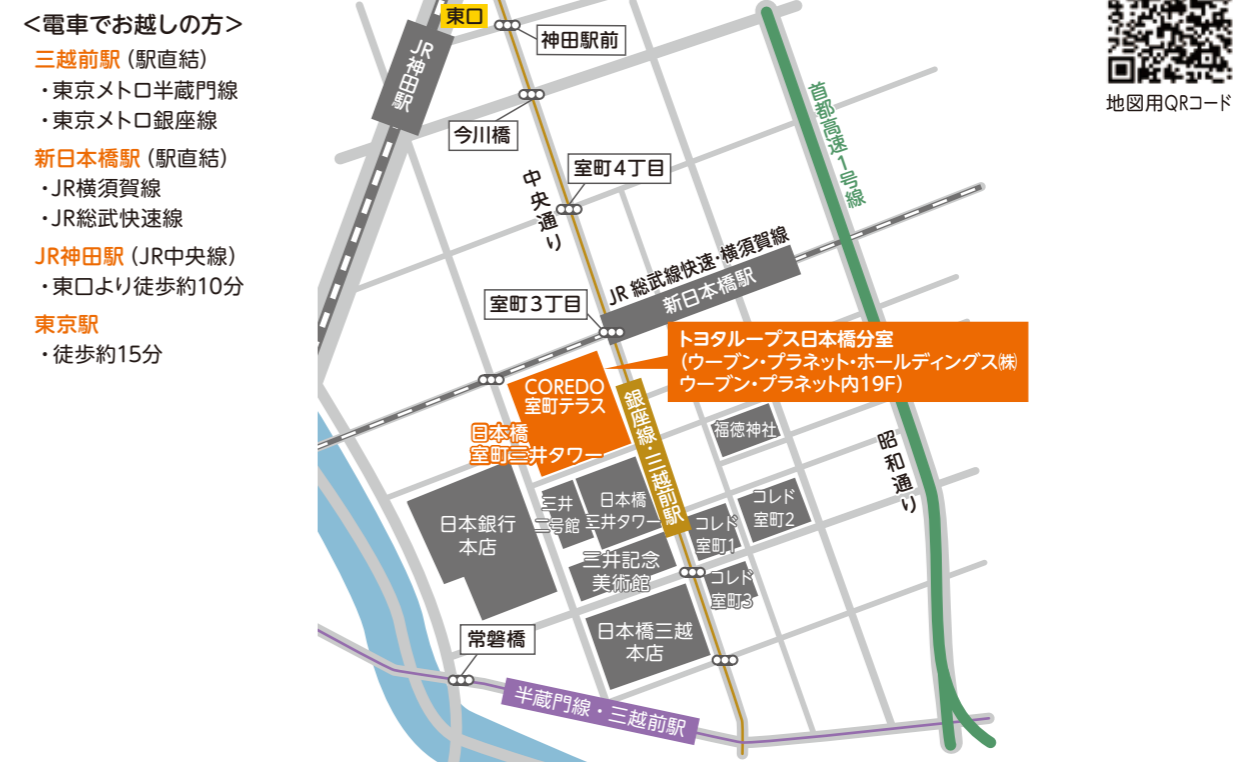 ＜電車でお越しの方＞
三越前駅（駅直結）
・東京メトロ半蔵門線
・東京メトロ銀座線
新日本橋駅（駅直結）
・JR横須賀線
・JR総武快速線
JR神田駅（JR中央線）
・東口より徒歩約10分
東京駅
・徒歩約15分
東口
JR神田駅
神田駅前
今川橋
室町4丁目
中央通り
首都高速1号線
地図用QRコード
JR 総武線快速・横須賀線
新日本橋駅
室町3丁目
トヨタループス日本橋分室
（ウーブン・プラネット・ホールディングス㈱
ウーブン・プラネット内19F）
COREDO
室町テラス
日本橋
室町三井タワー
銀座線・三越前駅
福徳神社
昭和通り
日本銀行
本店
三井
二号館
日本橋
三井タワー
コレド
室町1
コレド
室町2
三井記念
美術館
コレド
室町3
日本橋三越
本店
常磐橋
半蔵門線・三越前駅